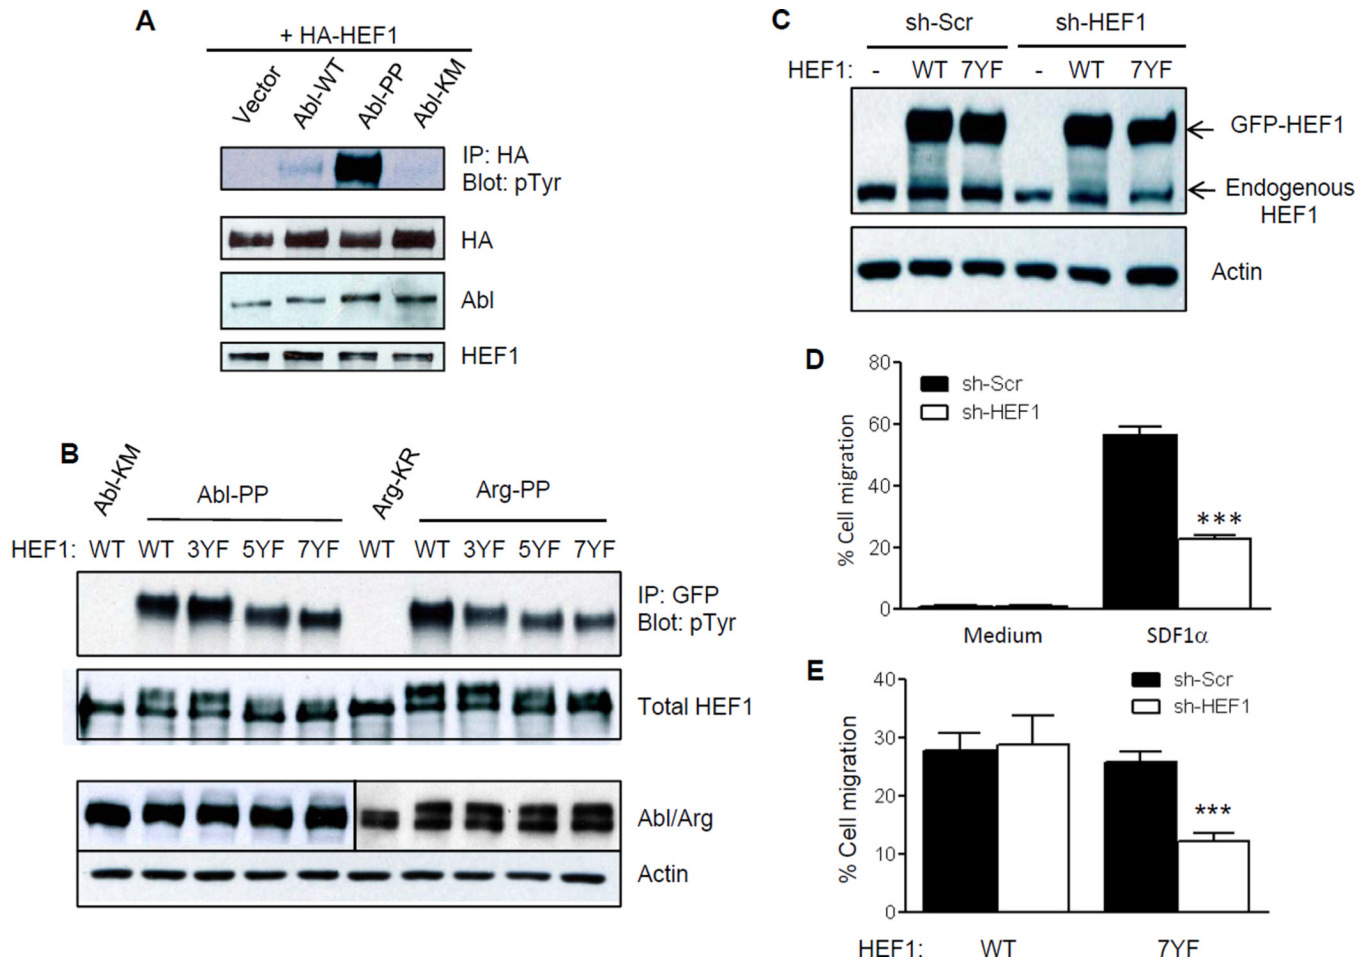 A
+ HA-HEF1
Vector Abl-WT Abl-PP Abl-KM
IP: HA
Blot: pTyr
HA
Abl
HEF1
B
Abl-KM Abl-PP Arg-KR Arg-PP
HEF1: WT WT 3YF 5YF 7YF WT WT 3YF 5YF 7YF
IP: GFP
Blot: pTyr
Total HEF1
Abl/Arg
Actin
C
sh-Scr sh-HEF1
HEF1: - WT 7YF - WT 7YF
GFP-HEF1
Endogenous
HEF1
Actin
D
80
60
40
20
0
% Cell migration
sh-Scr
sh-HEF1
***
Medium SDF1α
E
40
30
20
10
0
% Cell migration
sh-Scr
sh-HEF1
***
HEF1: WT 7YF